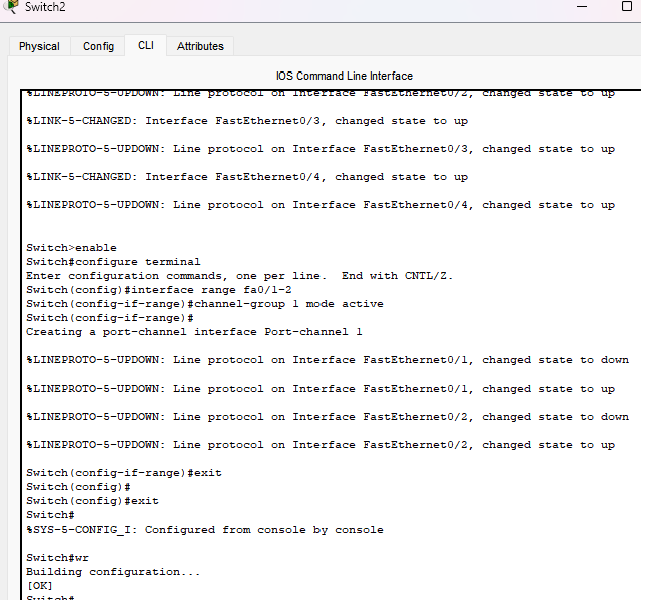 Switch2
Physical Config CLI Attributes
IOS Command Line Interface
%LINEPROTO-5-UPDOWN: Line protocol on Interface FastEthernet0/2, changed state to up
%LINK-5-CHANGED: Interface FastEthernet0/3, changed state to up
%LINEPROTO-5-UPDOWN: Line protocol on Interface FastEthernet0/3, changed state to up
%LINK-5-CHANGED: Interface FastEthernet0/4, changed state to up
%LINEPROTO-5-UPDOWN: Line protocol on Interface FastEthernet0/4, changed state to up
Switch>enable
Switch#configure terminal
Enter configuration commands, one per line.  End with CNTL/Z.
Switch(config)#interface range fa0/1-2
Switch(config-if-range)#channel-group 1 mode active
Switch(config-if-range)#
Creating a port-channel interface Port-channel 1
%LINEPROTO-5-UPDOWN: Line protocol on Interface FastEthernet0/1, changed state to down
%LINEPROTO-5-UPDOWN: Line protocol on Interface FastEthernet0/1, changed state to up
%LINEPROTO-5-UPDOWN: Line protocol on Interface FastEthernet0/2, changed state to down
%LINEPROTO-5-UPDOWN: Line protocol on Interface FastEthernet0/2, changed state to up
Switch(config-if-range)#exit
Switch(config)#
Switch(config)#exit
Switch#
%SYS-5-CONFIG_I: Configured from console by console
Switch#wr
Building configuration...
[OK]
Switch#